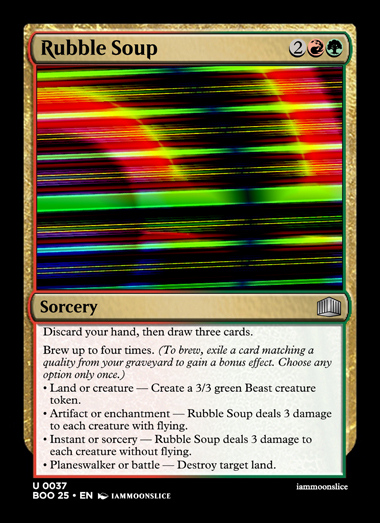 Rubble Soup 2
Sorcery
Discard your hand, then draw three cards.
Brew up to four times. (To brew, exile a card matching a
quality from your graveyard to gain a bonus effect. Choose any
option only once.)
• Land or creature — Create a 3/3 green Beast creature
token.
• Artifact or enchantment — Rubble Soup deals 3 damage
to each creature with flying.
• Instant or sorcery — Rubble Soup deals 3 damage to
each creature without flying.
• Planeswalker or battle — Destroy target land.
U 0037
BOO 25 • EN IAMMOONSLICE
iammoonslice